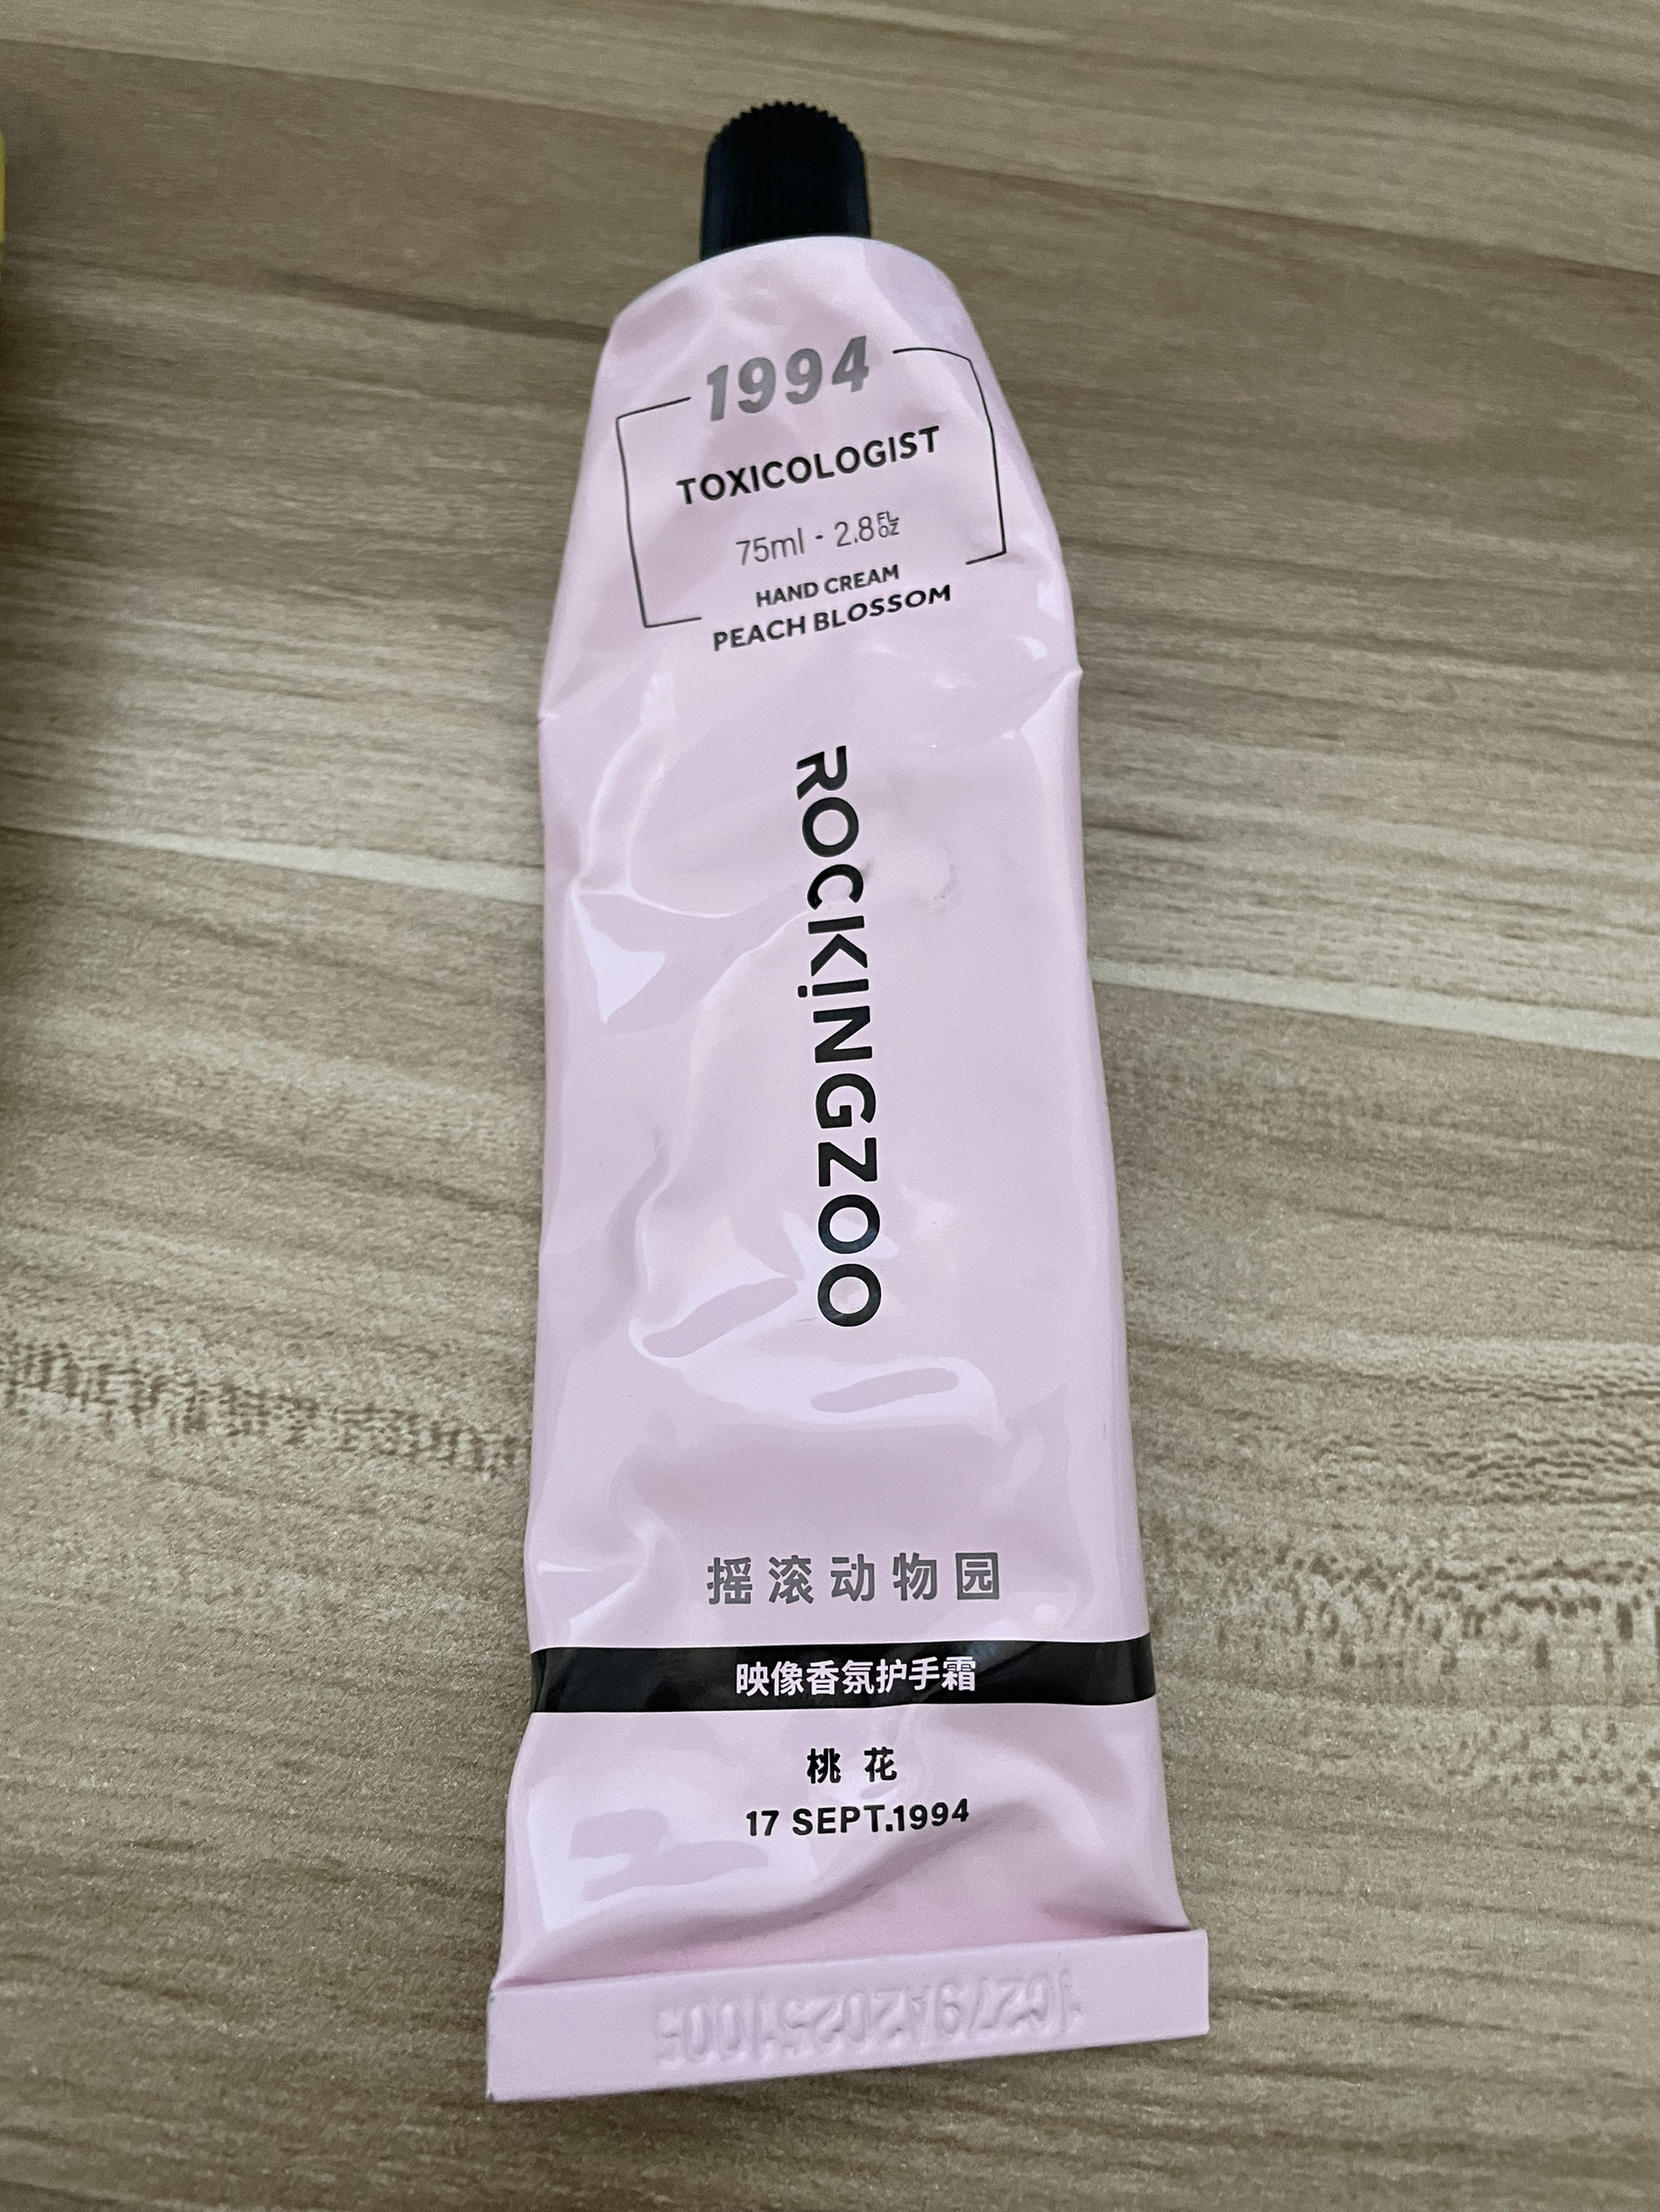 1994
TOXICOLOGIST
75ml · 2.8 FL OZ
HAND CREAM
PEACH BLOSSOM
ROCKiNGZOO
摇滚动物园
映像香氛护手霜
桃花
17 SEPT.1994